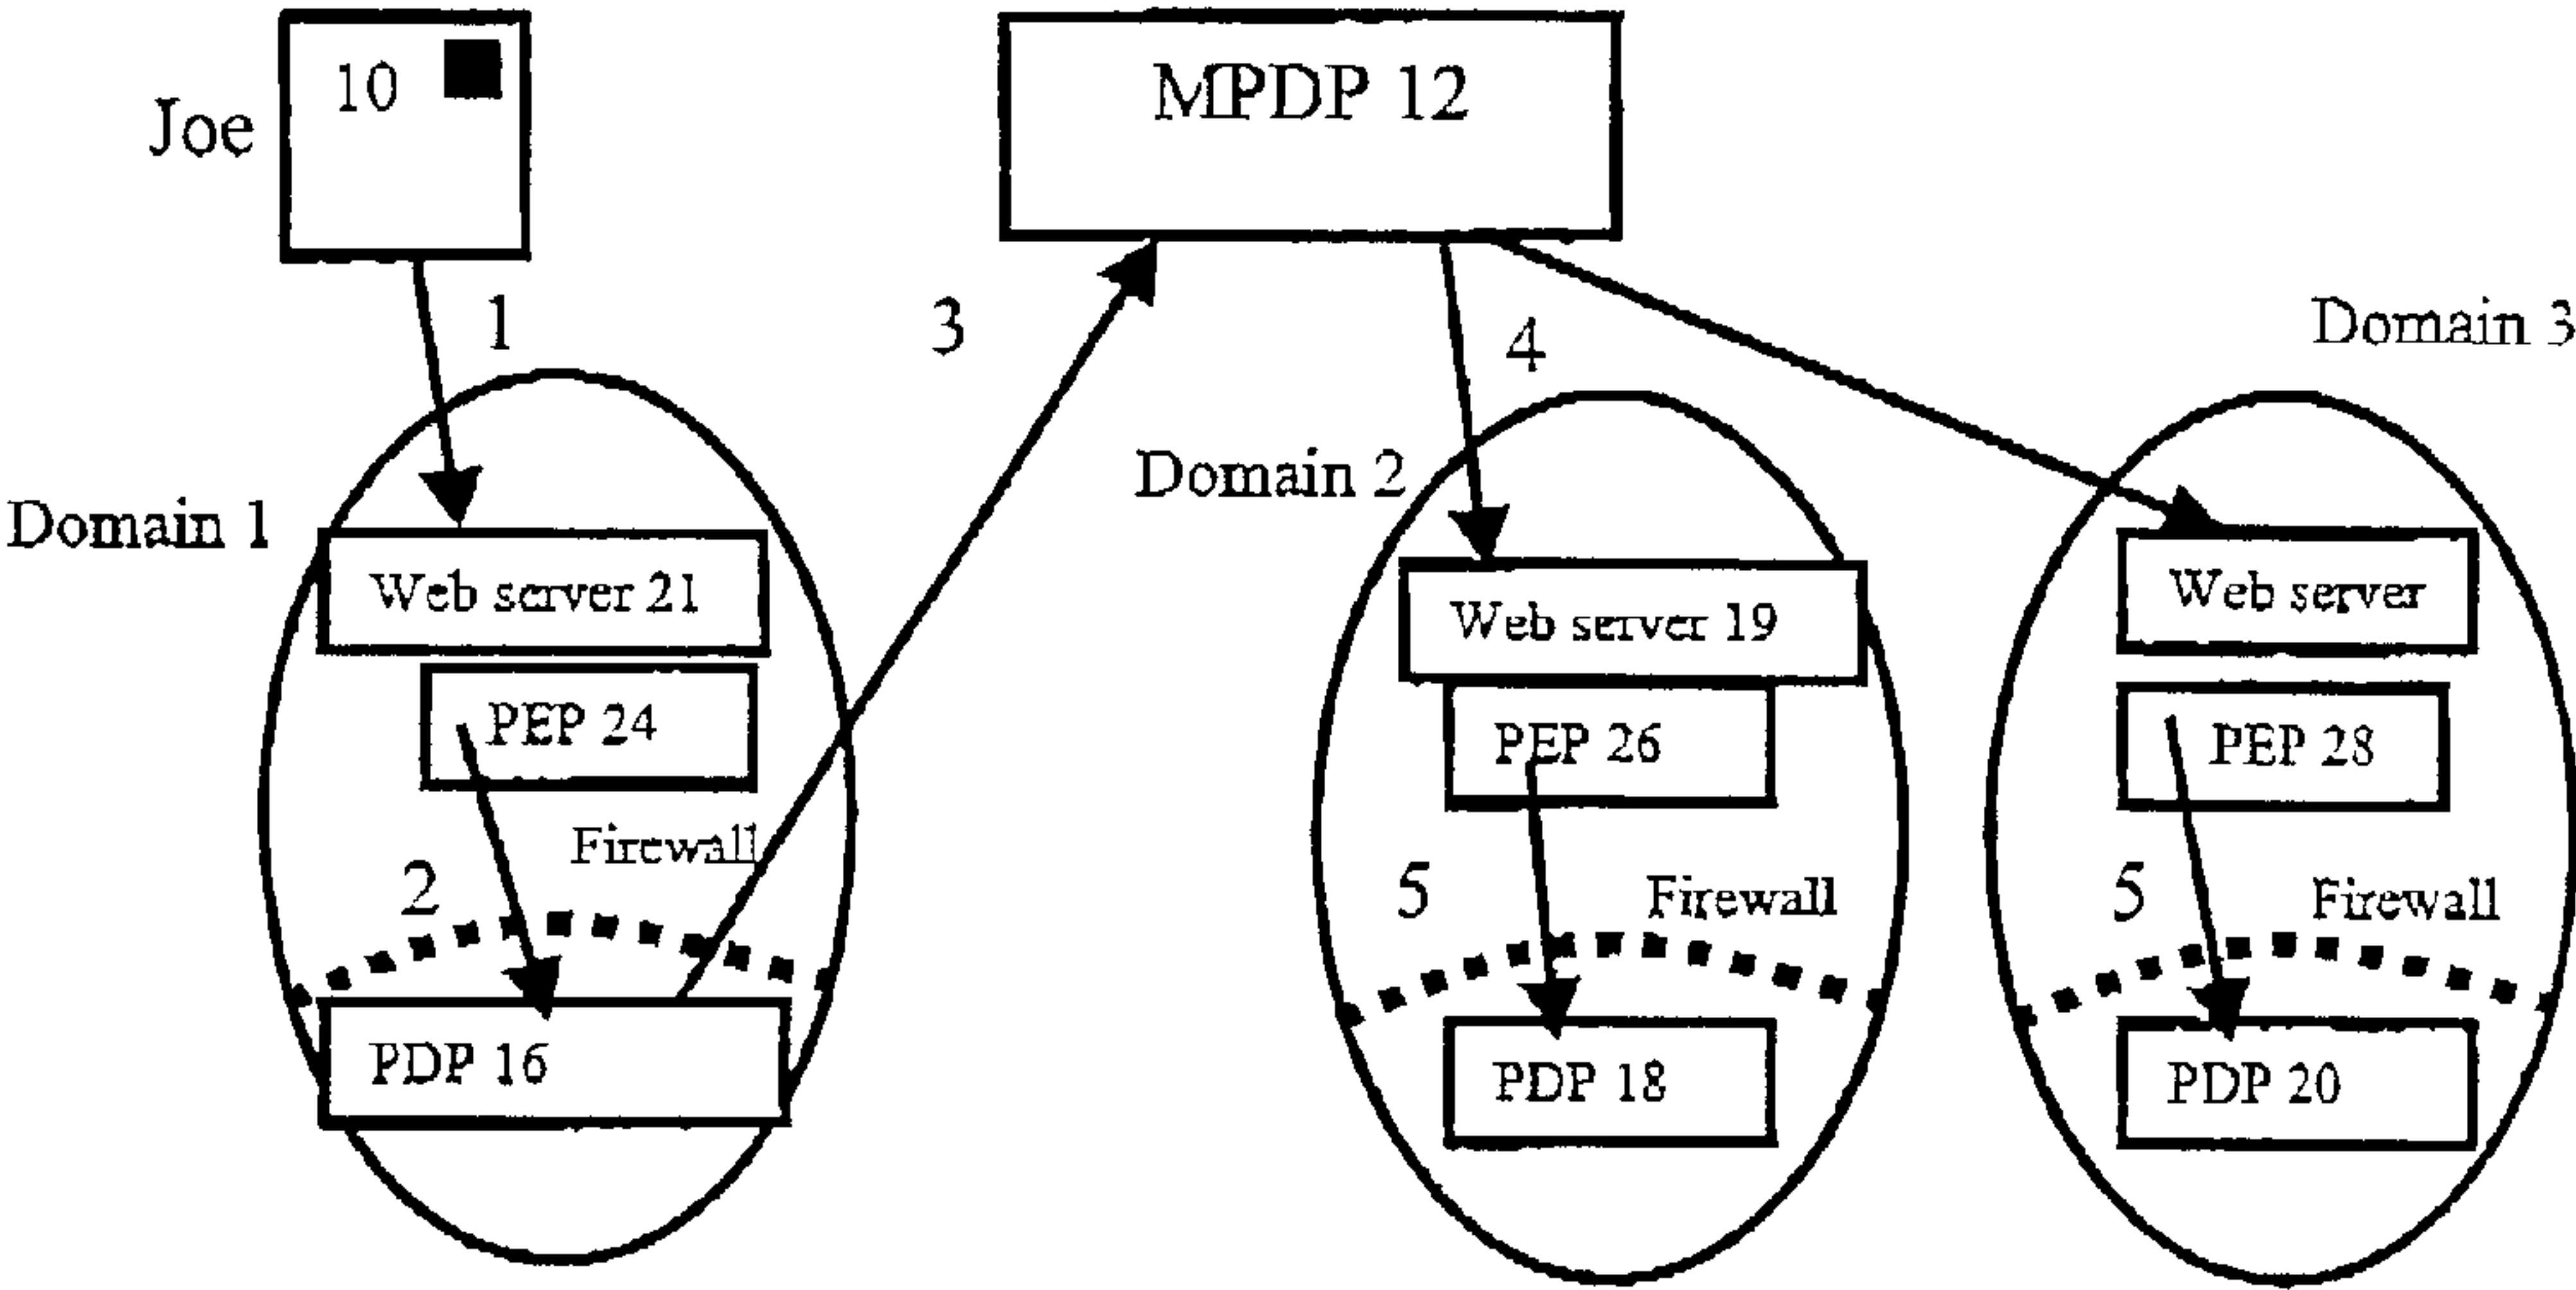 10
Joe
MPDP 12
1
3
4
Domain 3
Domain 1
Domain 2
Web server 21
Web server 19
Web server
PEP 24
PEP 26
PEP 28
Firewall
2
5
Firewall
5
Firewall
PDP 16
PDP 18
PDP 20